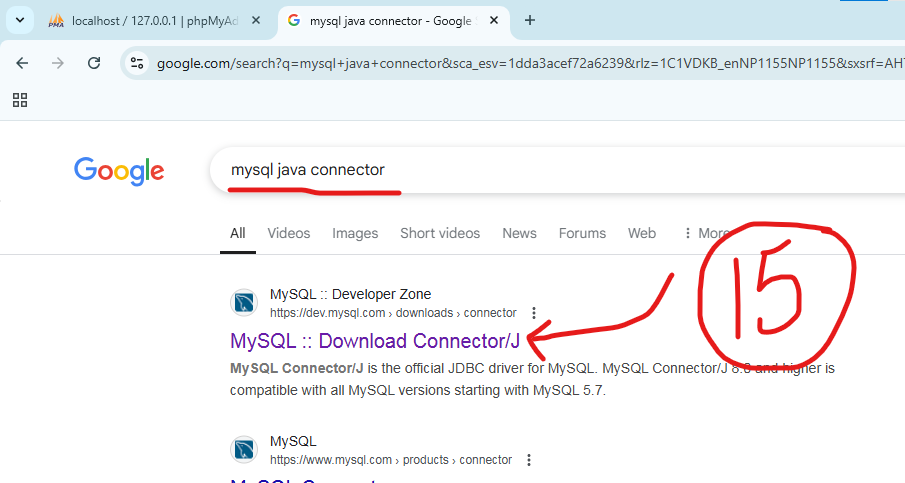 localhost / 127.0.0.1 | phpMyAd
mysql java connector - Google
google.com/search?q=mysql+java+connector&sca_esv=1dda3acef72a6239&rlz=1C1VDKB_enNP1155NP1155&sxsrf=AH
Google
mysql java connector
All Videos Images Short videos News Forums Web More
15
MySQL :: Developer Zone
https://dev.mysql.com › downloads › connector
MySQL :: Download Connector/J
MySQL Connector/J is the official JDBC driver for MySQL. MySQL Connector/J 8.0 and higher is
compatible with all MySQL versions starting with MySQL 5.7.
MySQL
https://www.mysql.com › products › connector
MySQL Connector